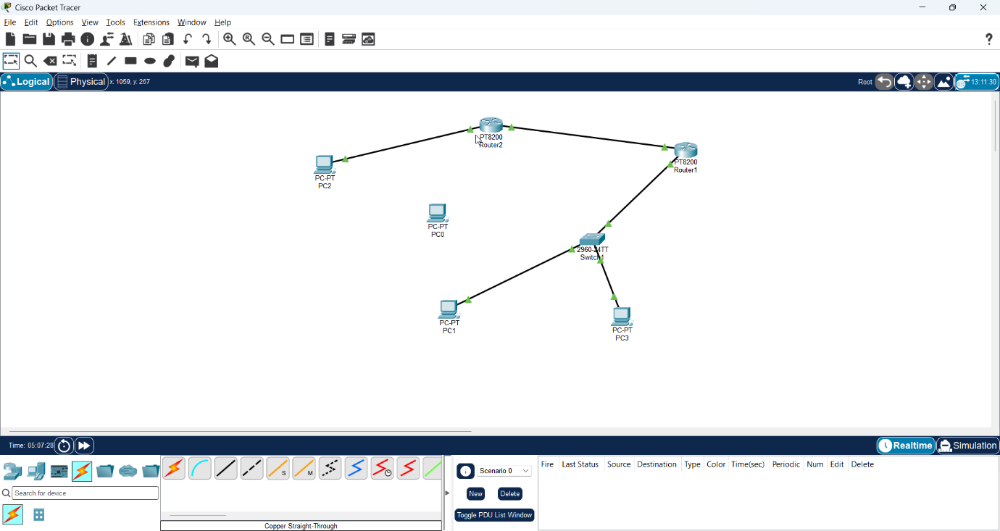 Cisco Packet Tracer
File Edit Options View Tools Extensions Window Help
?
Logical Physical x: 1059, y: 267 Root 13:11:30
PT8200
Router2
PT8200
Router1
PC-PT
PC2
PC-PT
PC0
2960-24TT
Switch1
PC-PT
PC1
PC-PT
PC3
Time: 05:07:28 Realtime Simulation
Search for device
S M
Copper Straight-Through
Scenario 0
New Delete
Toggle PDU List Window
Fire Last Status Source Destination Type Color Time(sec) Periodic Num Edit Delete